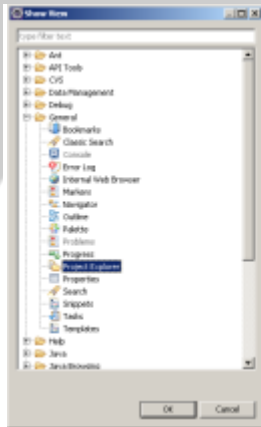 Show View
type filter text
Ant
API Tools
CVS
Data Management
Debug
General
Bookmarks
Classic Search
Console
Error Log
Internal Web Browser
Markers
Navigator
Outline
Palette
Problems
Progress
Project Explorer
Properties
Search
Snippets
Tasks
Templates
Help
Java
Java Browsing
OK Cancel